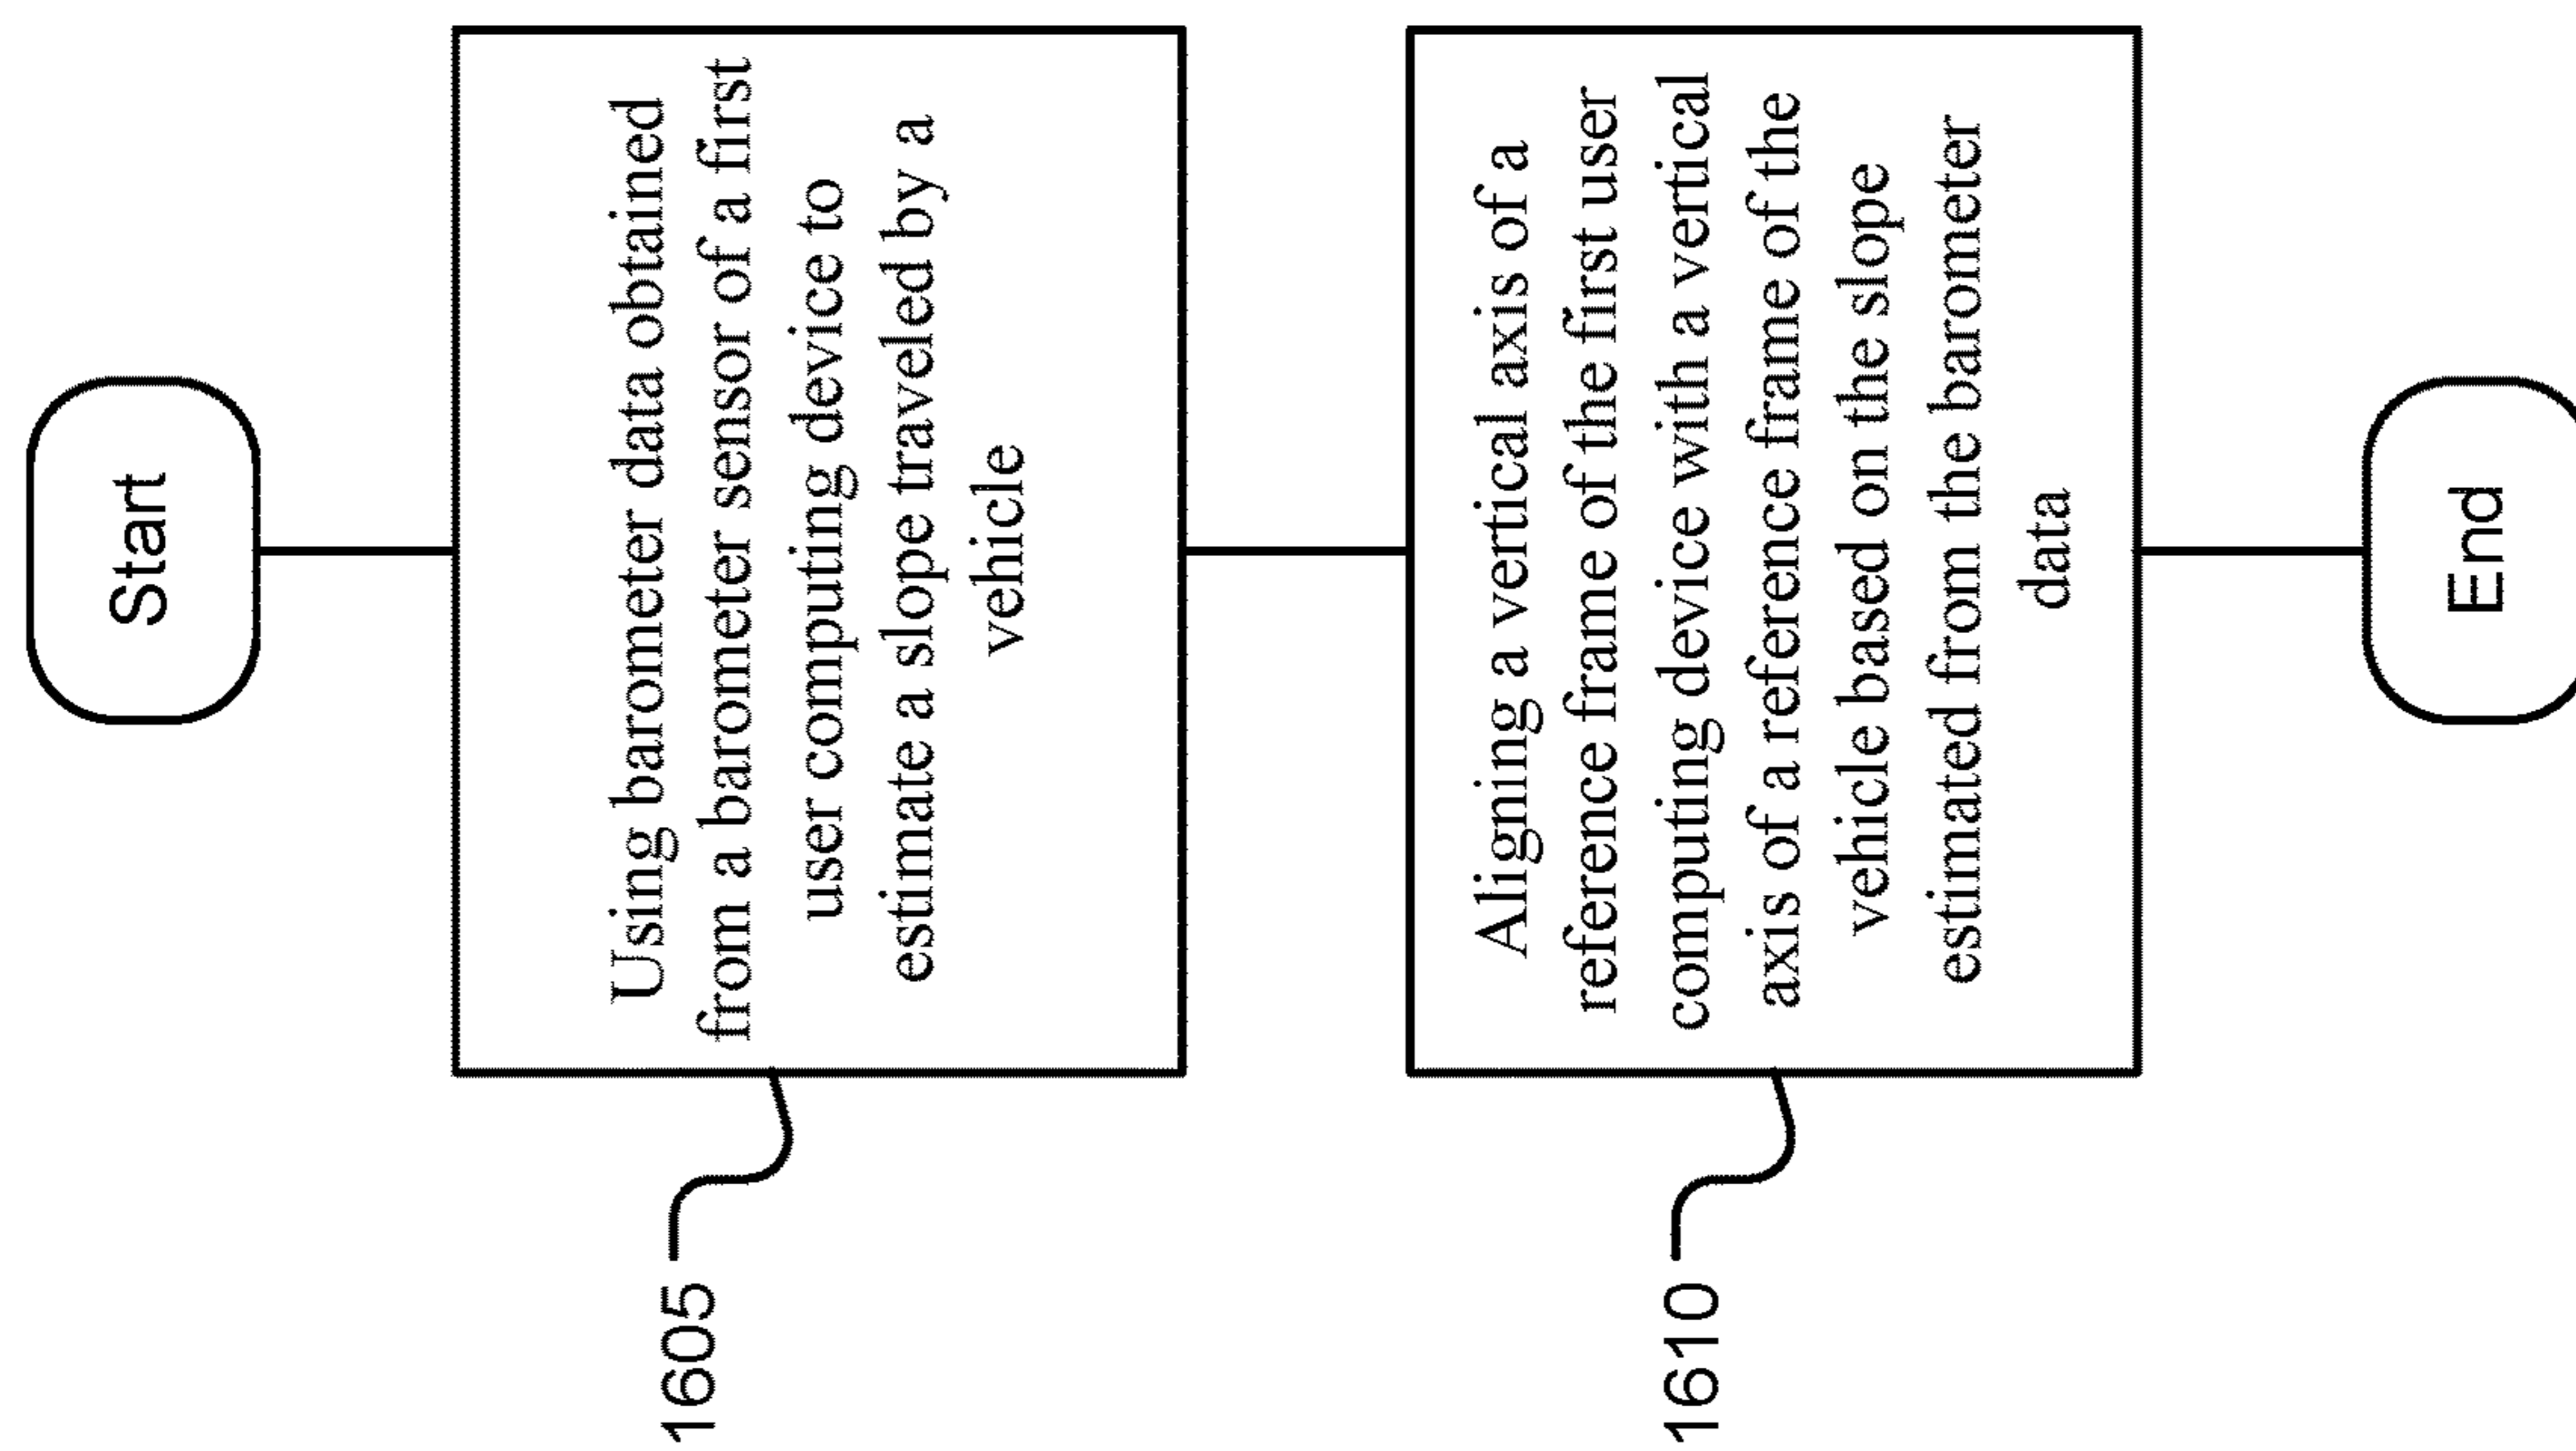 Start
Using barometer data obtained
from a barometer sensor of a first
user computing device to
estimate a slope traveled by a
vehicle
1605
Aligning a vertical axis of a
reference frame of the first user
computing device with a vertical
axis of a reference frame of the
vehicle based on the slope
estimated from the barometer
data
1610
End